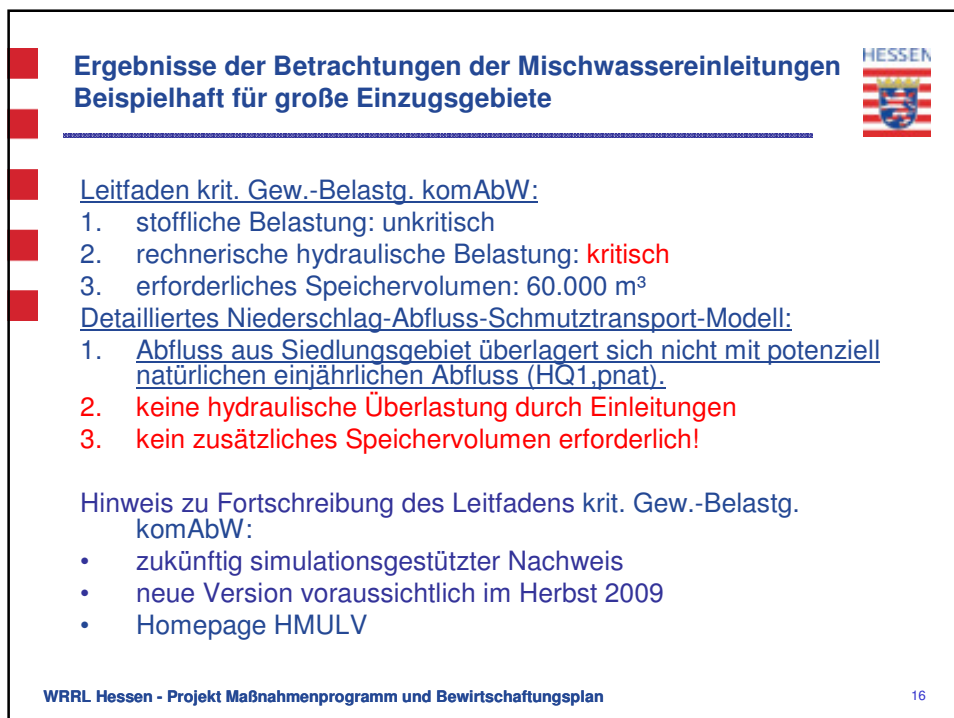 Ergebnisse der Betrachtungen der Mischwassereinleitungen
Beispielhaft für große Einzugsgebiete
HESSEN
Leitfaden krit. Gew.-Belastg. komAbW:
1. stoffliche Belastung: unkritisch
2. rechnerische hydraulische Belastung: kritisch
3. erforderliches Speichervolumen: 60.000 m³
Detailliertes Niederschlag-Abfluss-Schmutztransport-Modell:
1. Abfluss aus Siedlungsgebiet überlagert sich nicht mit potenziell
natürlichen einjährlichen Abfluss (HQ1,pnat).
2. keine hydraulische Überlastung durch Einleitungen
3. kein zusätzliches Speichervolumen erforderlich!
Hinweis zu Fortschreibung des Leitfadens krit. Gew.-Belastg.
komAbW:
• zukünftig simulationsgestützter Nachweis
• neue Version voraussichtlich im Herbst 2009
• Homepage HMULV
WRRL Hessen - Projekt Maßnahmenprogramm und Bewirtschaftungsplan
16